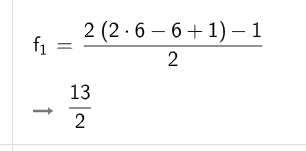 f₁ = (2 (2 · 6 − 6 + 1) − 1) / 2
→ 13 / 2